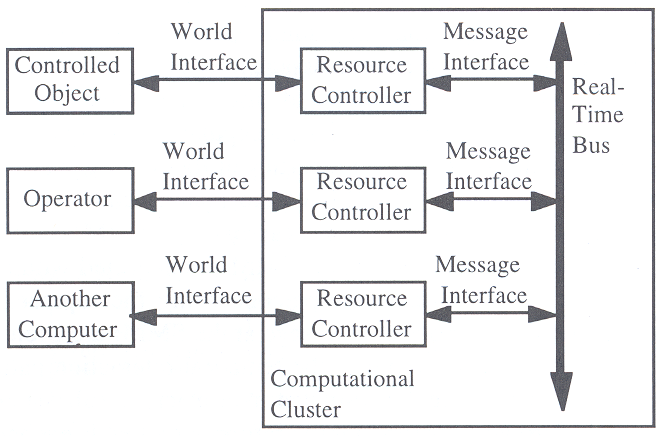 World
Interface
Message
Interface
Controlled
Object
Resource
Controller
Real-
Time
Bus
World
Interface
Message
Interface
Operator
Resource
Controller
World
Interface
Message
Interface
Another
Computer
Resource
Controller
Computational
Cluster